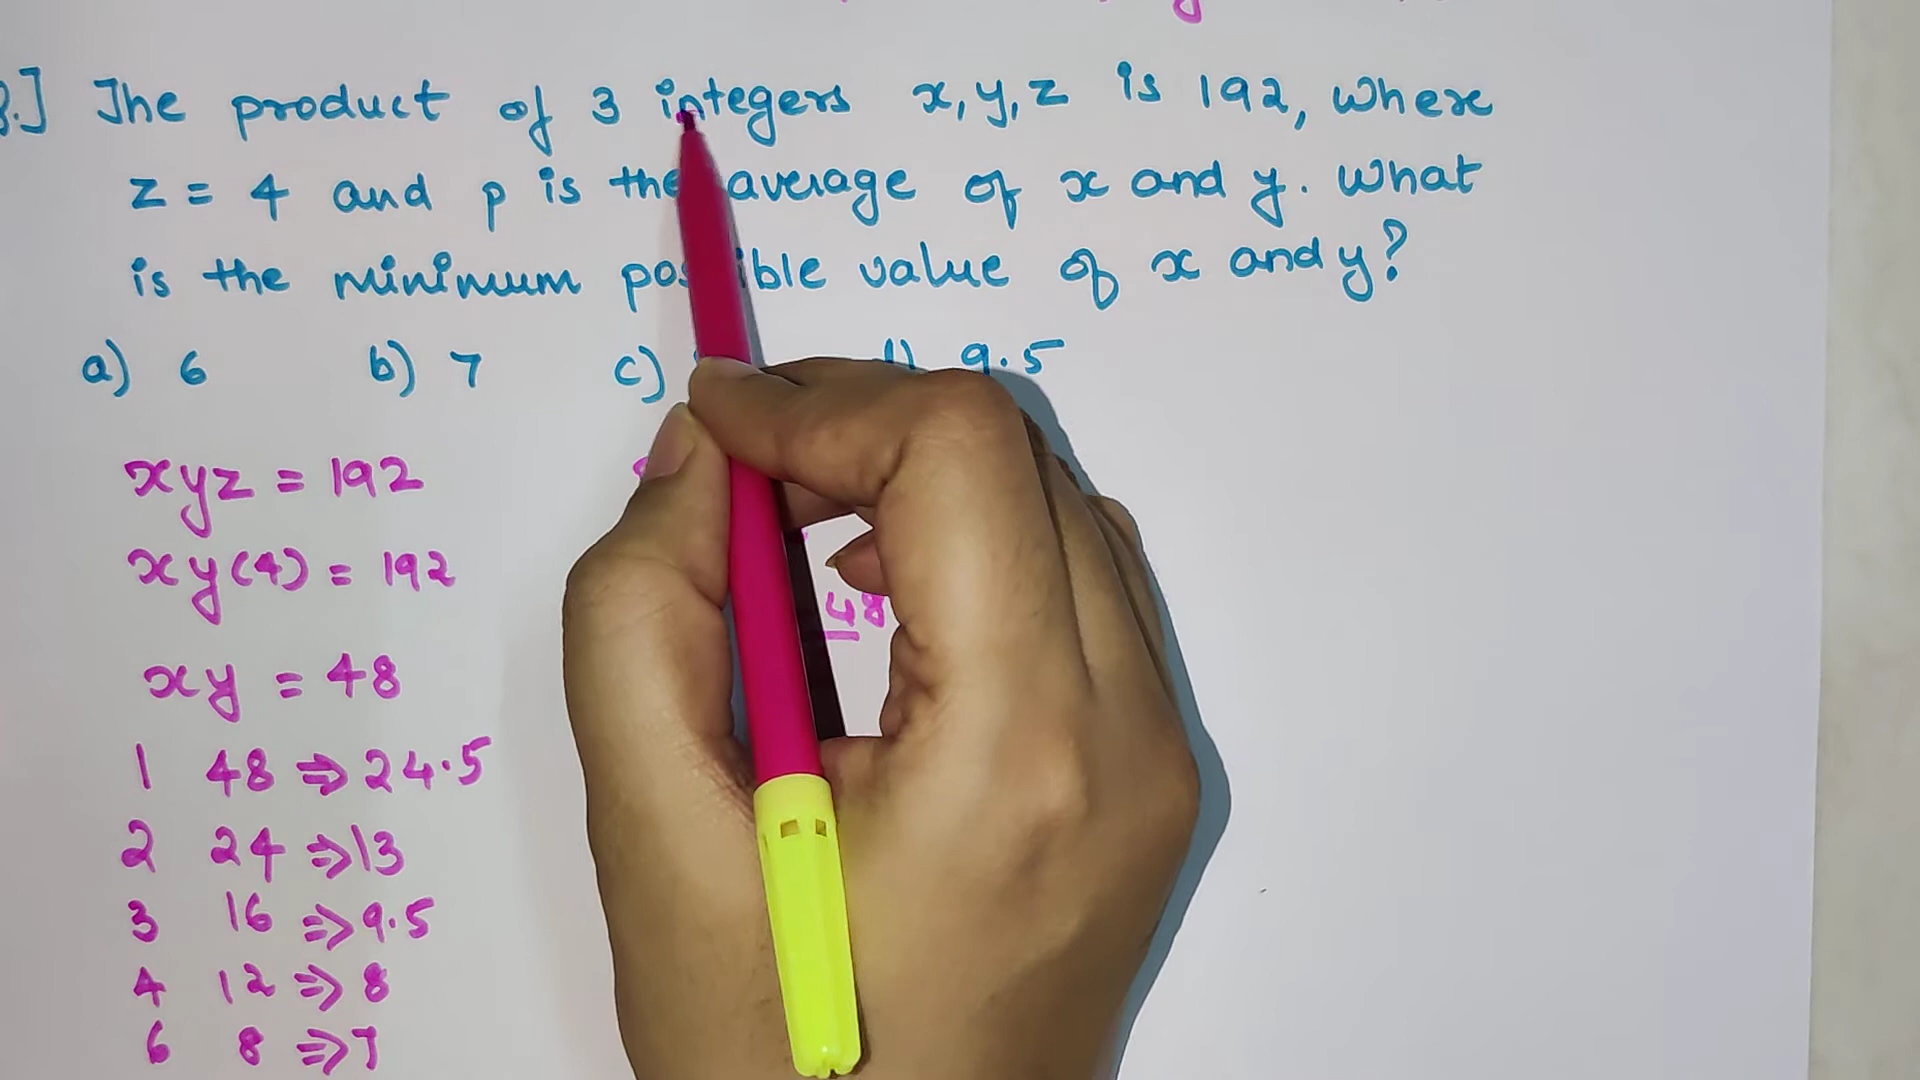 The product of 3 integers x, y, z is 192, where
z = 4 and p is the average of x and y. What
is the minimum possible value of x and y?
a) 6 b) 7 c) d) 9.5
xyz = 192
xy(4) = 192
48
xy = 48
1 48 ⇒ 24.5
2 24 ⇒ 13
3 16 ⇒ 9.5
4 12 ⇒ 8
6 8 ⇒ 7